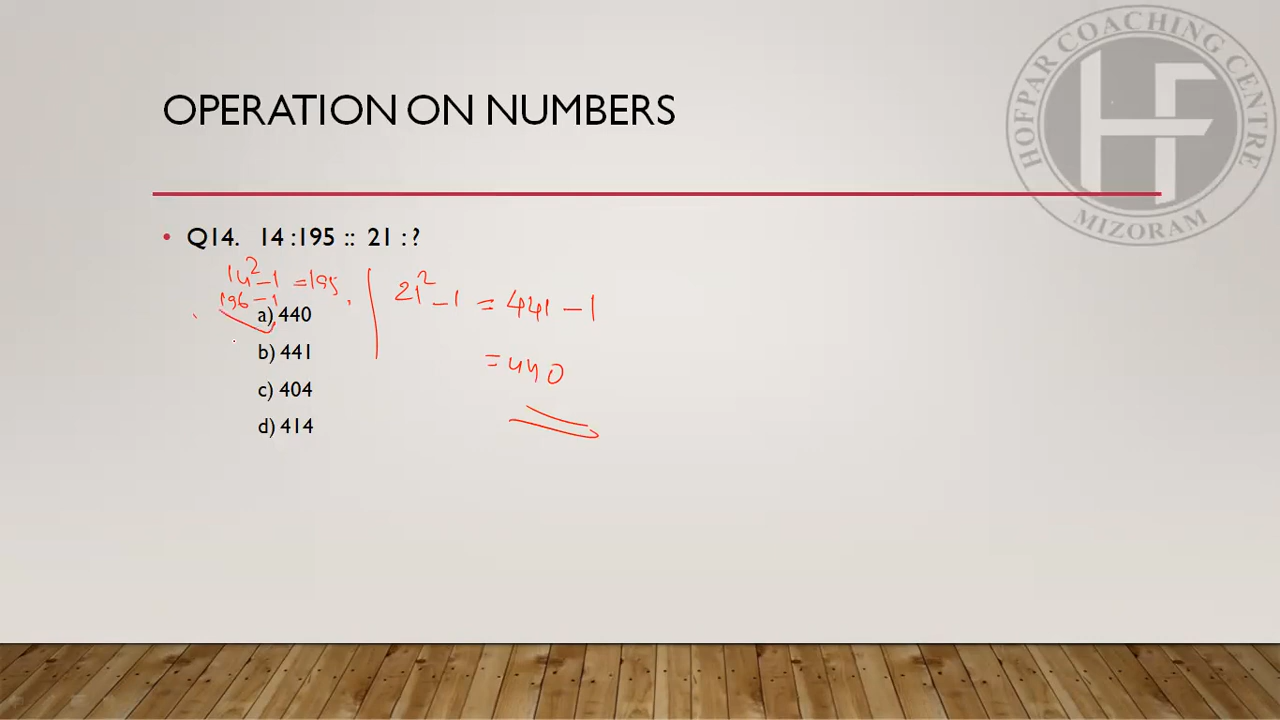 HOFPAR COACHING CENTRE
HF
MIZORAM
OPERATION ON NUMBERS
• Q14. 14 :195 :: 21 : ?
14² - 1 = 195
196 - 1
21² - 1 = 441 - 1
= 440
a) 440
b) 441
c) 404
d) 414